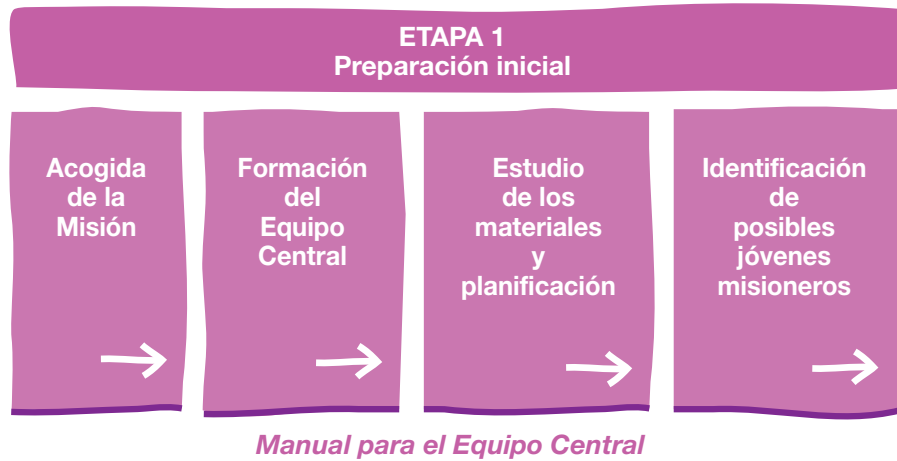 ETAPA 1
Preparación inicial
Acogida
de la
Misión
Formación
del
Equipo
Central
Estudio
de los
materiales
y
planificación
Identificación
de
posibles
jóvenes
misioneros
Manual para el Equipo Central